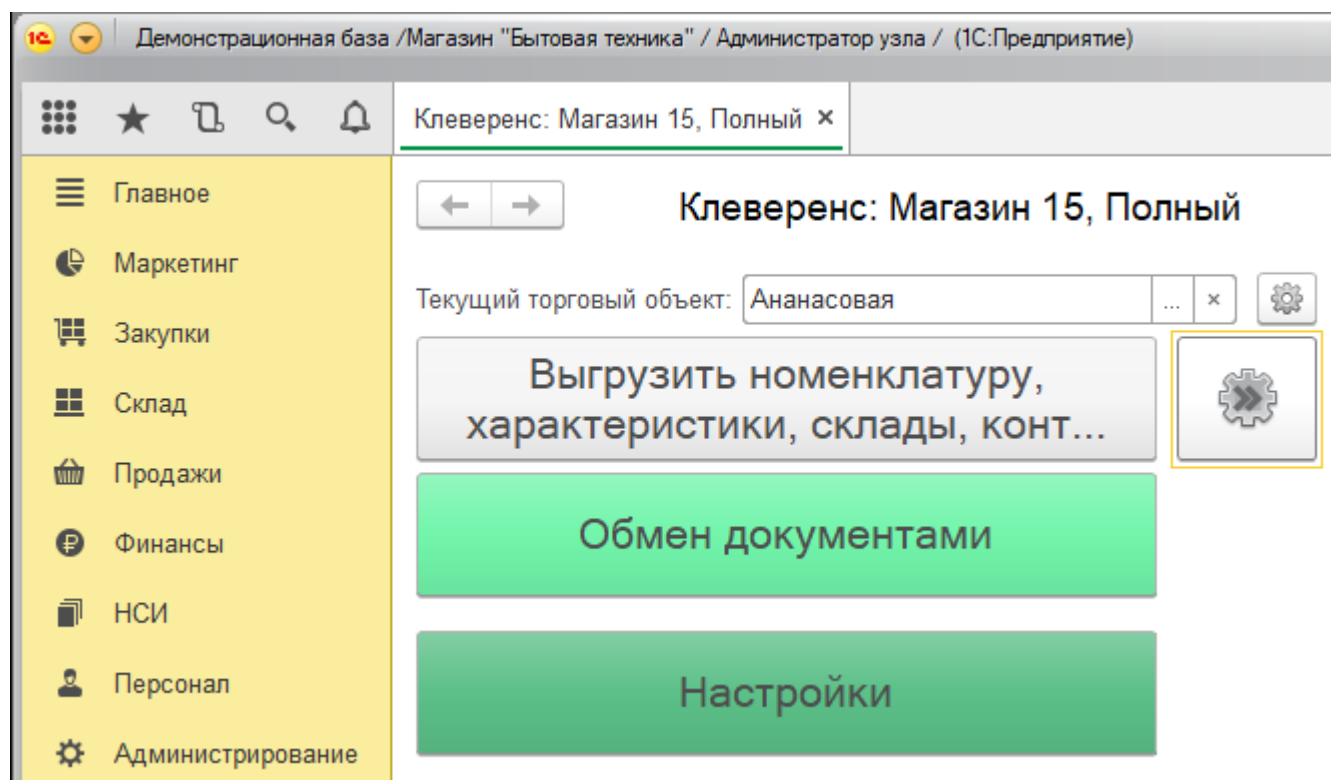 1С Демонстрационная база /Магазин "Бытовая техника" / Администратор узла / (1С:Предприятие)
Клеверенс: Магазин 15, Полный ×
Главное
Маркетинг
Закупки
Склад
Продажи
Финансы
НСИ
Персонал
Администрирование
Клеверенс: Магазин 15, Полный
Текущий торговый объект: Ананасовая ... ×
Выгрузить номенклатуру,
характеристики, склады, конт...
Обмен документами
Настройки